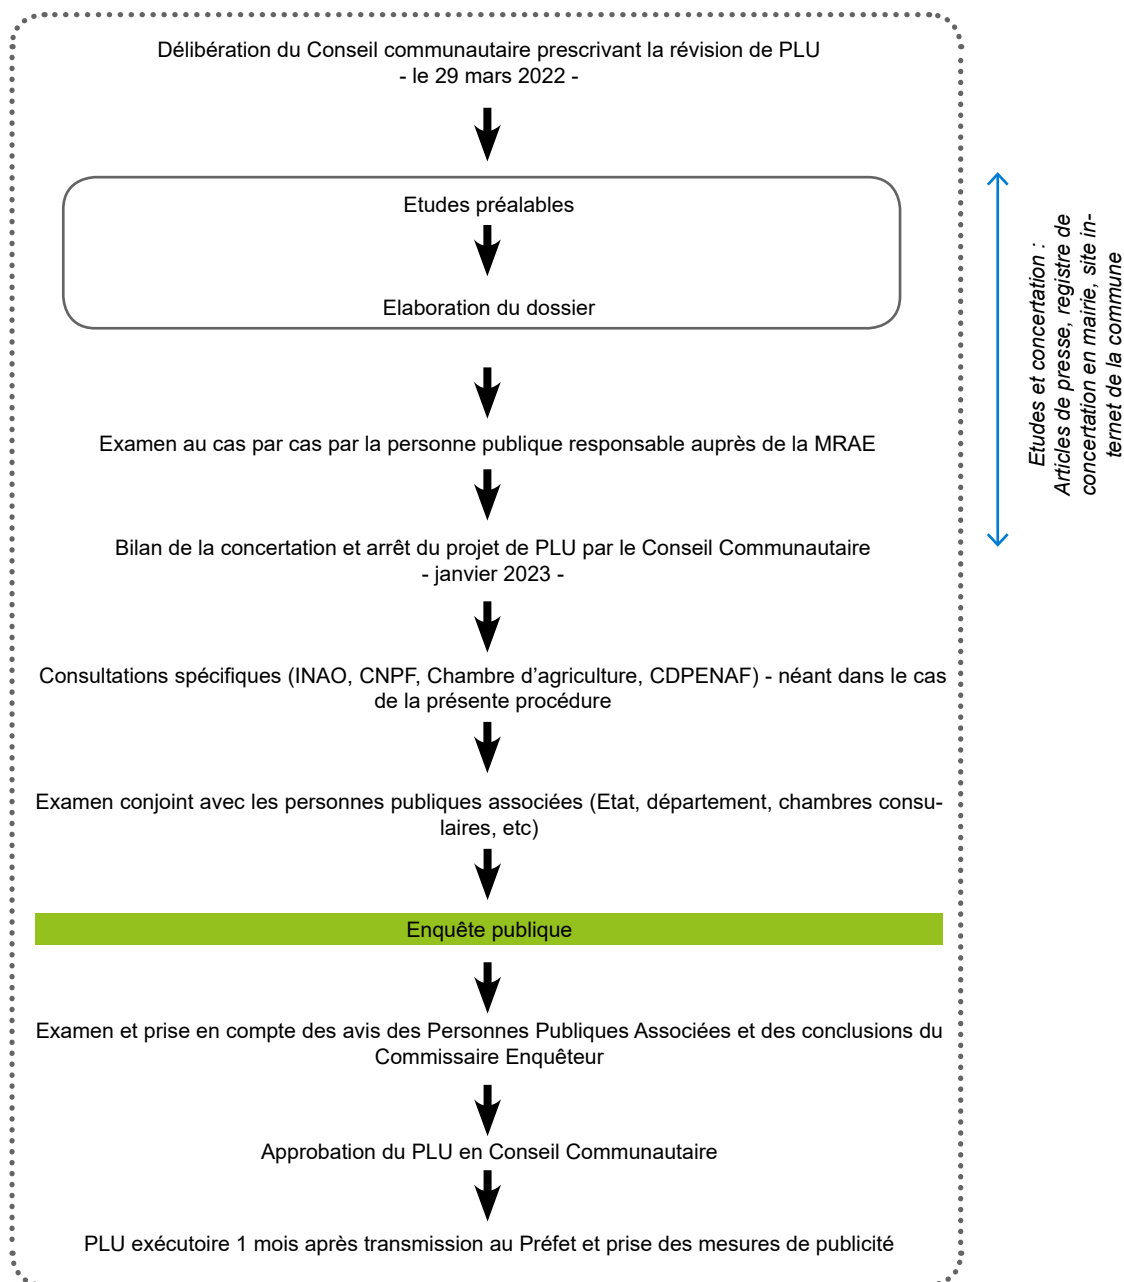 Délibération du Conseil communautaire prescrivant la révision de PLU
- le 29 mars 2022 -
Etudes préalables
Elaboration du dossier
Examen au cas par cas par la personne publique responsable auprès de la MRAE
Bilan de la concertation et arrêt du projet de PLU par le Conseil Communautaire
- janvier 2023 -
Consultations spécifiques (INAO, CNPF, Chambre d'agriculture, CDPENAF) - néant dans le cas
de la présente procédure
Examen conjoint avec les personnes publiques associées (Etat, département, chambres consu-
laires, etc)
Enquête publique
Examen et prise en compte des avis des Personnes Publiques Associées et des conclusions du
Commissaire Enquêteur
Approbation du PLU en Conseil Communautaire
PLU exécutoire 1 mois après transmission au Préfet et prise des mesures de publicité
Etudes et concertation :
Articles de presse, registre de
concertation en mairie, site in-
ternet de la commune